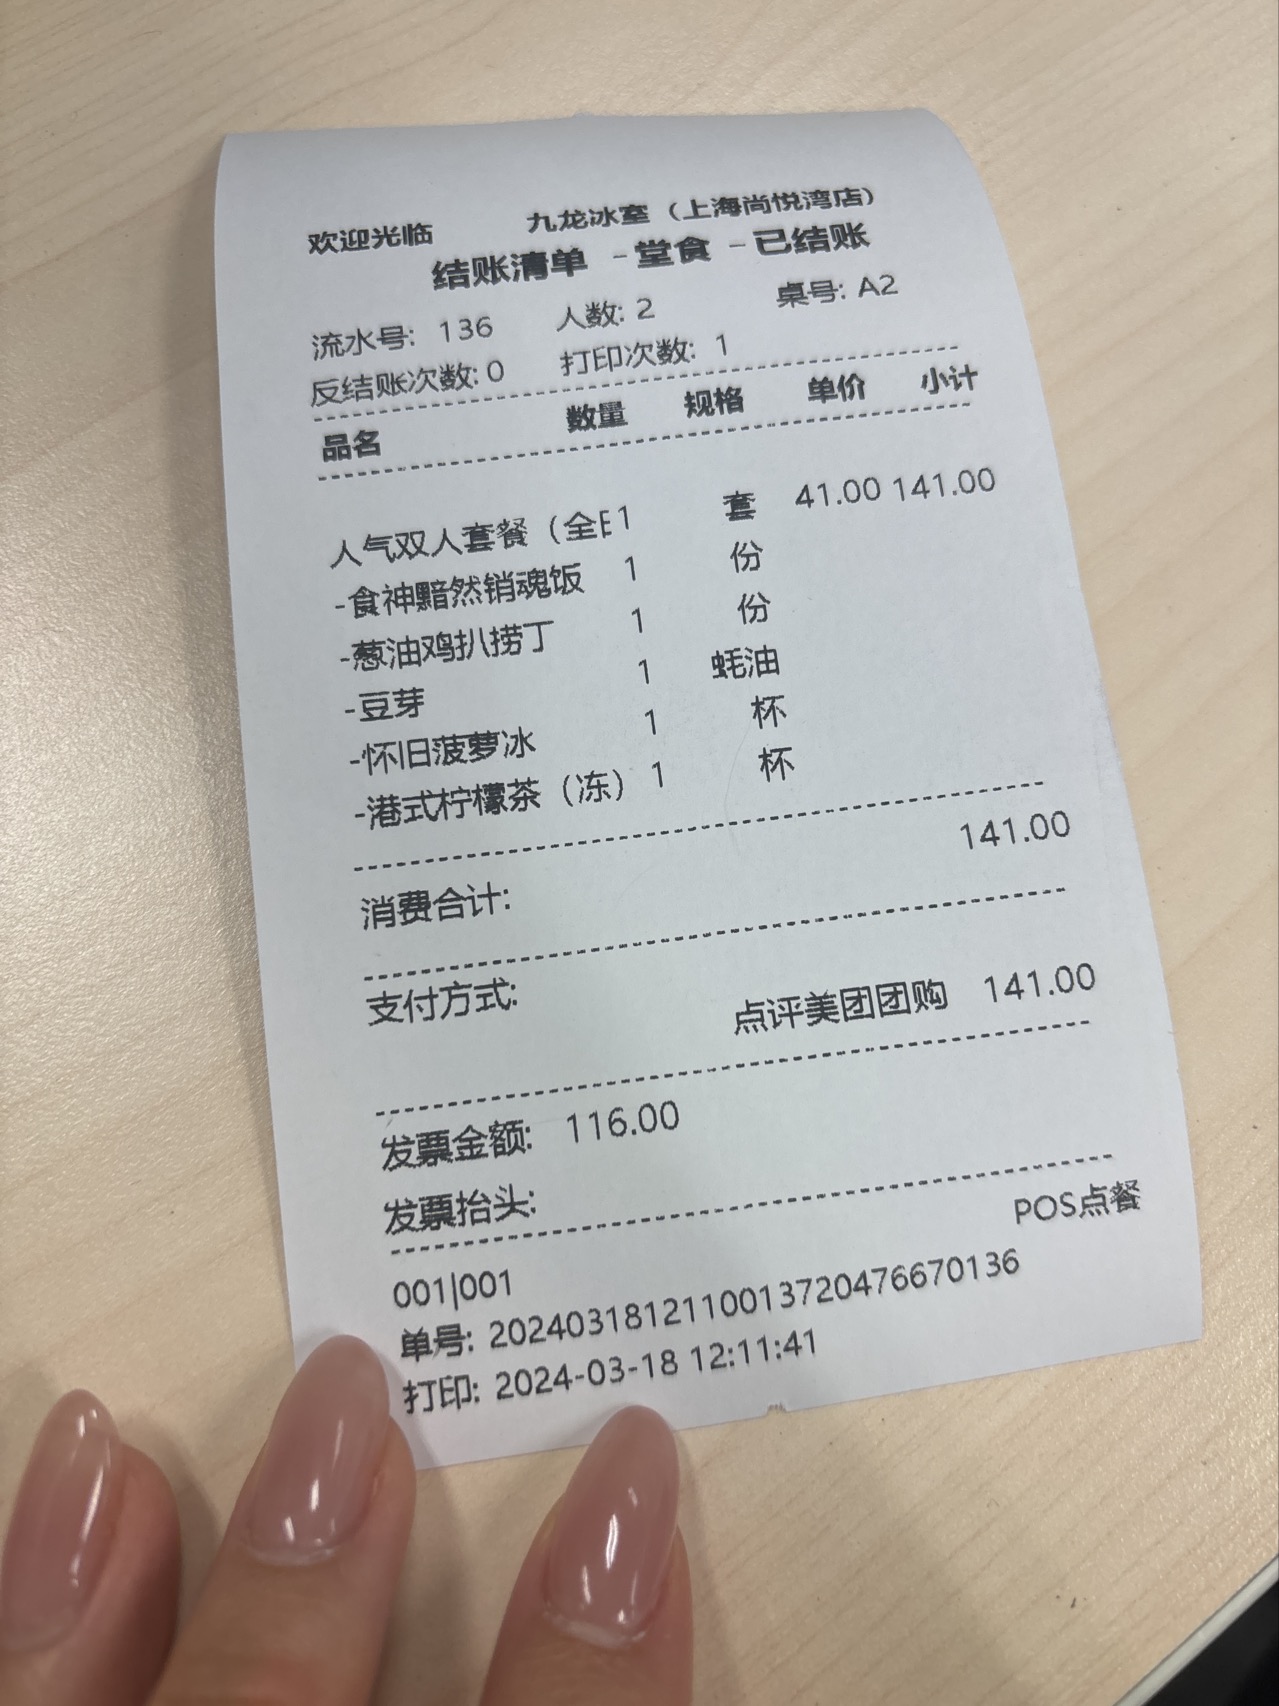 欢迎光临 九龙冰室（上海尚悦湾店）
结账清单 -堂食 -已结账
流水号: 136 人数: 2 桌号: A2
反结账次数: 0 打印次数: 1
品名 数量 规格 单价 小计
人气双人套餐（全日 1 套 41.00 141.00
-食神黯然销魂饭 1 份
-葱油鸡扒捞丁 1 份
-豆芽 1 蚝油
-怀旧菠萝冰 1 杯
-港式柠檬茶（冻） 1 杯
消费合计: 141.00
支付方式:
点评美团团购 141.00
发票金额: 116.00
发票抬头:
POS点餐
001|001
单号: 20240318121100137204766701​36
打印: 2024-03-18 12:11:41